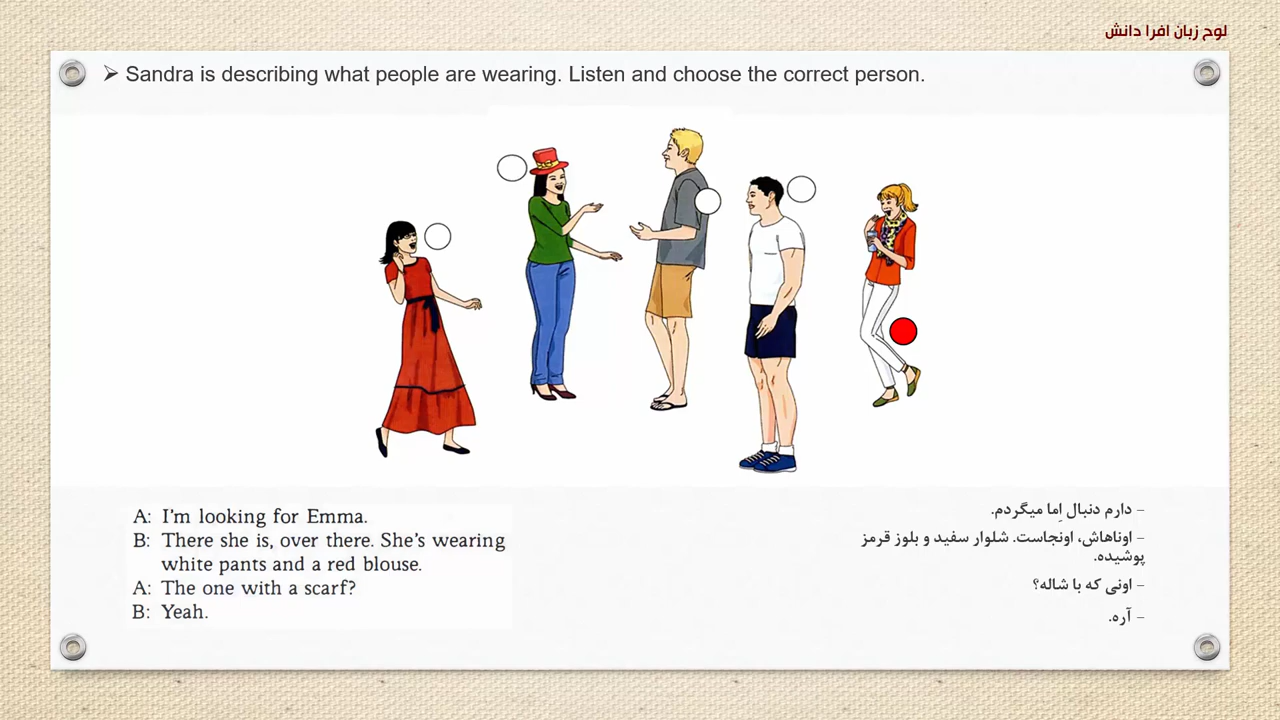 لوح زبان افرا دانش
➢ Sandra is describing what people are wearing. Listen and choose the correct person.
A: I'm looking for Emma.
B: There she is, over there. She's wearing
white pants and a red blouse.
A: The one with a scarf?
B: Yeah.
- دارم دنبال اِما میگردم.
- اوناهاش، اونجاست. شلوار سفید و بلوز قرمز
پوشیده.
- اونی که با شاله؟
- آره.